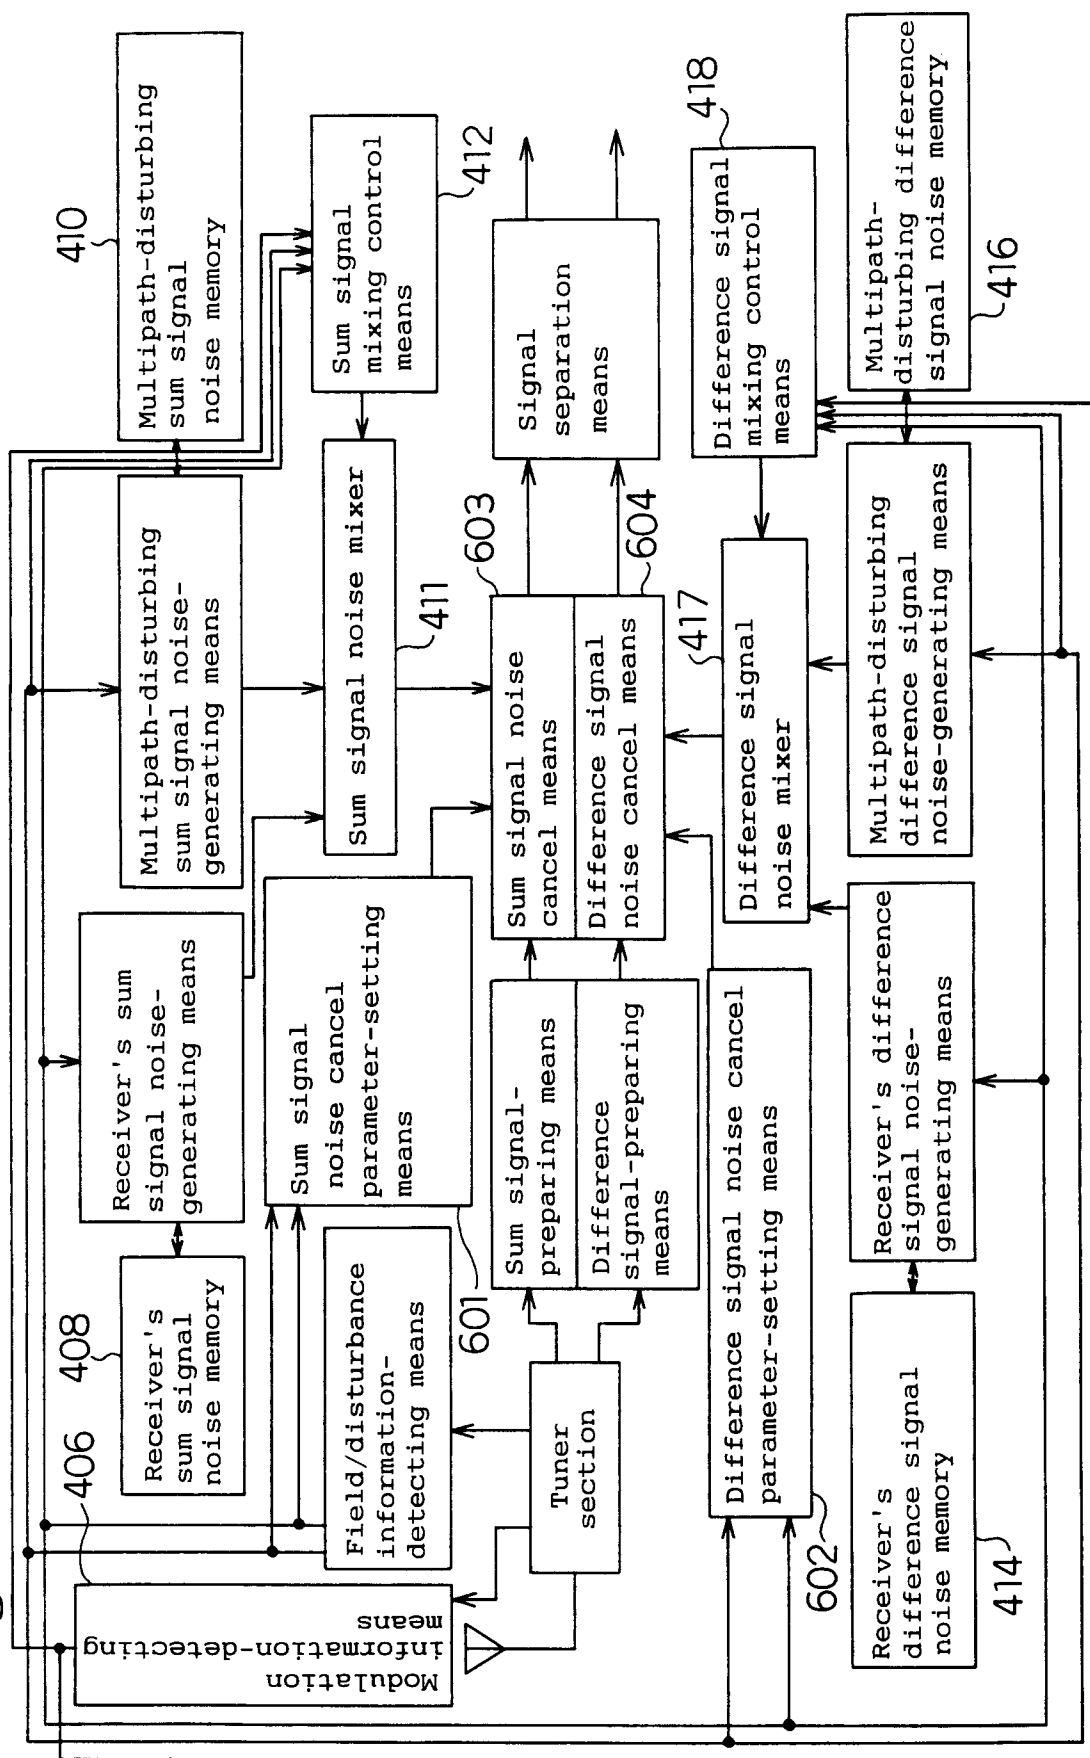 410
Multipath-disturbing
sum signal
noise memory
412
Sum signal
mixing control
means
Signal
separation
means
418
Difference signal
mixing control
means
Multipath-
disturbing difference
signal noise memory
416
Multipath-disturbing
sum signal noise-
generating means
Sum signal noise mixer
411
603
Sum signal noise
cancel means
Difference signal
noise cancel means
604
417
Difference signal
noise mixer
Multipath-disturbing
difference signal
noise-generating means
Receiver's sum
signal noise-
generating means
Sum signal
noise cancel
parameter-setting
means
601
Sum signal-
preparing means
Difference
signal-preparing
means
Difference signal noise cancel
parameter-setting means
602
Receiver's difference
signal noise-
generating means
408
Receiver's
sum signal
noise memory
406
Field/disturbance
information-
detecting means
Tuner
section
Receiver's
difference signal
noise memory
414
Modulation
information-detecting
means